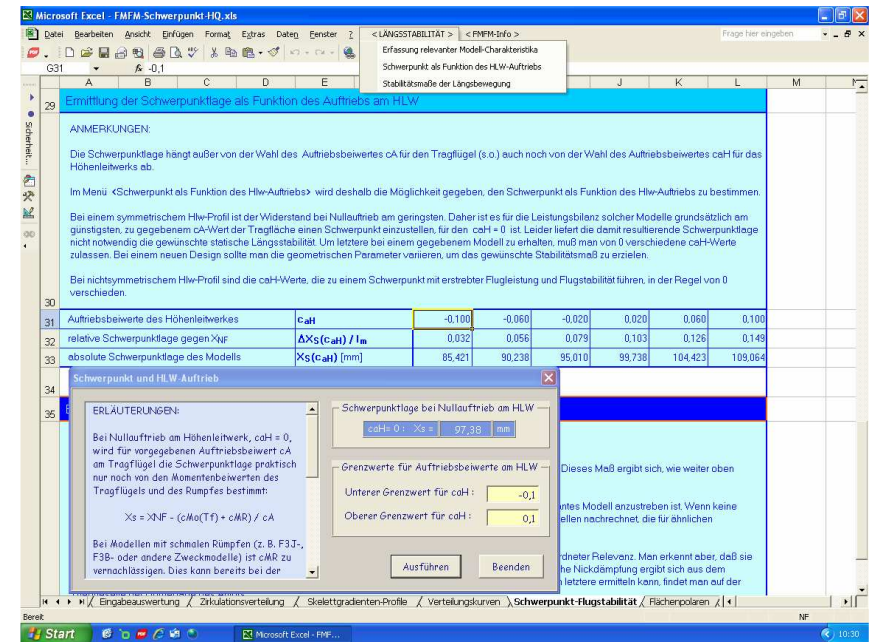 Microsoft Excel - FMFM-Schwerpunkt-HQ.xls
Datei Bearbeiten Ansicht Einfügen Format Extras Daten Fenster ? < LÄNGSSTABILITÄT > < FMFM-Info > Frage hier eingeben
Erfassung relevanter Modell-Charakteristika
Schwerpunkt als Funktion des HLW-Auftriebs
Stabilitätsmaße der Längsbewegung
G31 fx -0,1
A B C D E J K L M N
Sicherheit...
29 Ermittlung der Schwerpunktlage als Funktion des Auftriebs am HLW
ANMERKUNGEN:
Die Schwerpunktlage hängt außer von der Wahl des Auftriebsbeiwertes cA für den Tragflügel (s.o.) auch noch von der Wahl des Auftriebsbeiwertes caH für das
Höhenleitwerks ab.
Im Menü <Schwerpunkt als Funktion des Hlw-Auftriebs> wird deshalb die Möglichkeit gegeben, den Schwerpunkt als Funktion des Hlw-Auftriebs zu bestimmen.
Bei einem symmetrischem Hlw-Profil ist der Widerstand bei Nullauftrieb am geringsten. Daher ist es für die Leistungsbilanz solcher Modelle grundsätzlich am
günstigsten, zu gegebenem cA-Wert der Tragfläche einen Schwerpunkt einzustellen, für den caH = 0 ist. Leider liefert die damit resultierende Schwerpunktlage
nicht notwendig die gewünschte statische Längsstabilität. Um letztere bei einem gegebenem Modell zu erhalten, muß man von 0 verschiedene caH-Werte
zulassen. Bei einem neuen Design sollte man die geometrischen Parameter variieren, um das gewünschte Stabilitätsmaß zu erzielen.
Bei nichtsymmetrischem Hlw-Profil sind die caH-Werte, die zu einem Schwerpunkt mit erstrebter Flugleistung und Flugstabilität führen, in der Regel von 0
verschieden.
30
31 Auftriebsbeiwerte des Höhenleitwerkes caH -0,100 -0,060 -0,020 0,020 0,060 0,100
32 relative Schwerpunktlage gegen XNF ΔXS(caH) / lm 0,032 0,056 0,079 0,103 0,126 0,149
33 absolute Schwerpunktlage des Modells XS(caH) [mm] 85,421 90,238 95,010 99,738 104,423 109,064
34
35
Schwerpunkt und HLW-Auftrieb
ERLÄUTERUNGEN:
Bei Nullauftrieb am Höhenleitwerk, caH = 0,
wird für vorgegebenen Auftriebsbeiwert cA
am Tragflügel die Schwerpunktlage praktisch
nur noch von den Momentenbeiwerten des
Tragflügels und des Rumpfes bestimmt:
Xs = XNF - (cMo(Tf) + cMR) / cA
Bei Modellen mit schmalen Rümpfen (z. B. F3J-,
F3B- oder andere Zweckmodelle) ist cMR zu
vernachlässigen. Dies kann bereits bei der
Schwerpunktlage bei Nullauftrieb am HLW
caH= 0 : Xs = 97,38 mm
Grenzwerte für Auftriebsbeiwerte am HLW
Unterer Grenzwert für caH : -0,1
Oberer Grenzwert für caH : 0,1
Ausführen Beenden
Dieses Maß ergibt sich, wie weiter oben
ntes Modell anzustreben ist. Wenn keine
ellen nachrechnet, die für ähnlichen
rdneter Relevanz. Man erkennt aber, daß sie
he Nickdämpfung ergibt sich aus dem
letztere ermitteln kann, findet man auf der
Eingabeauswertung Zirkulationsverteilung Skelettgradienten-Profile Verteilungskurven Schwerpunkt-Flugstabilität Flächenpolaren
Bereit NF
Start Microsoft Excel - FMF... 10:30